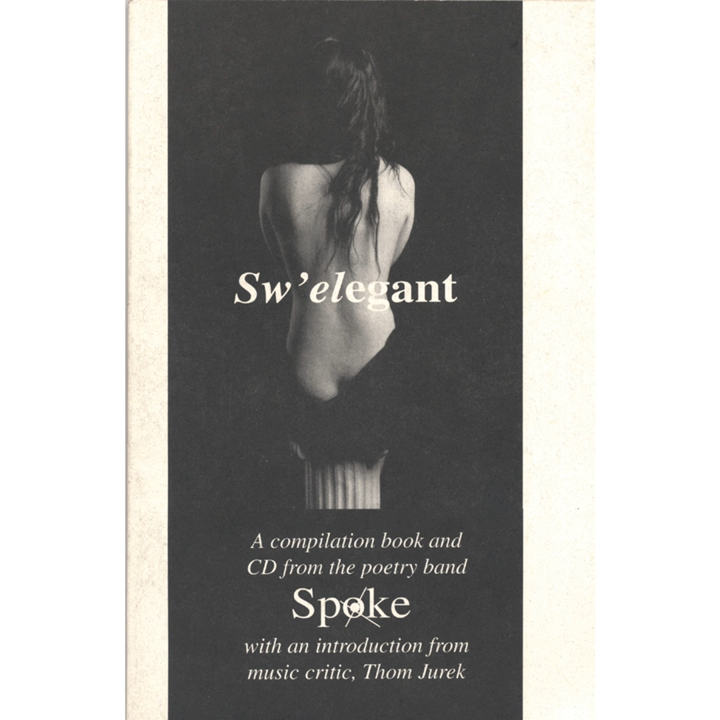 Sw’elegant
A compilation book and
CD from the poetry band
Spoke
with an introduction from
music critic, Thom Jurek